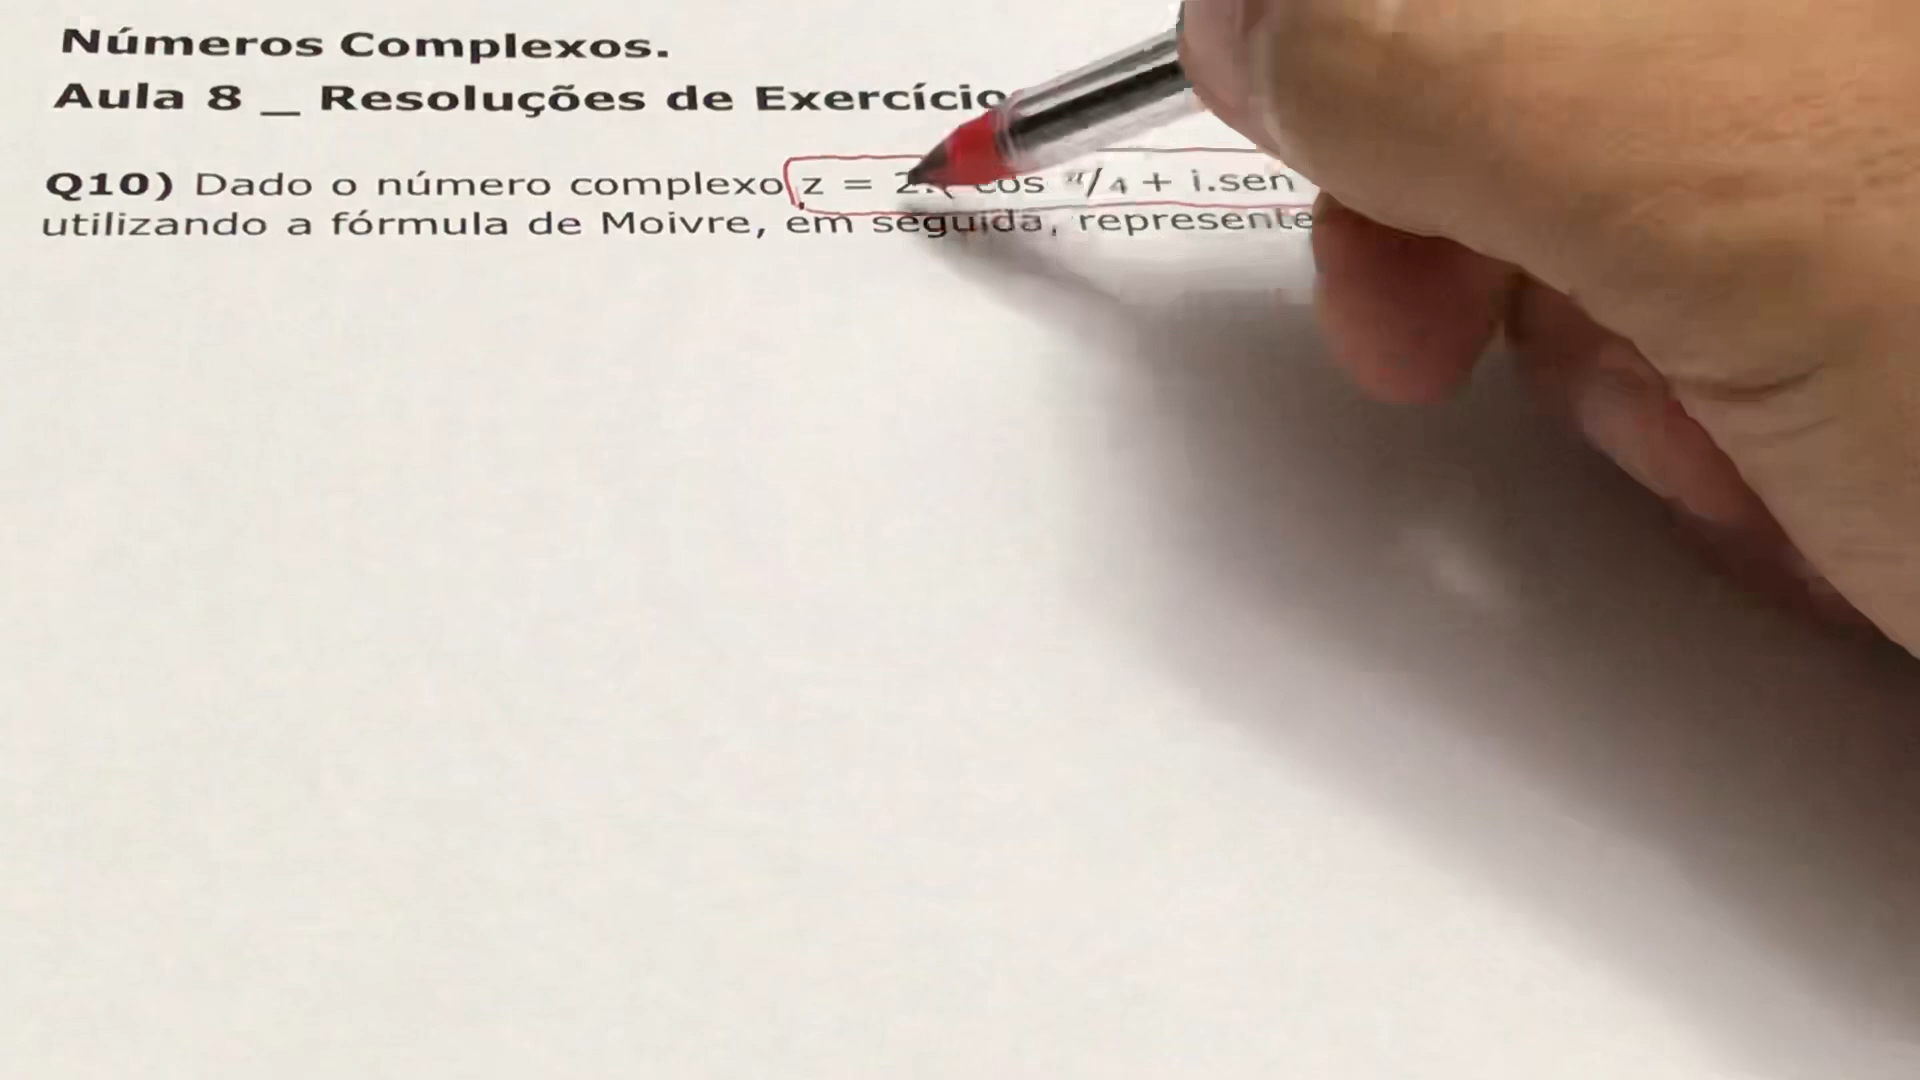 Números Complexos.
Aula 8 _ Resoluções de
Q10) Dado o número complexo z = 2.( cos π/4 + i.sen
utilizando a fórmula de Moivre, em seguida, represente